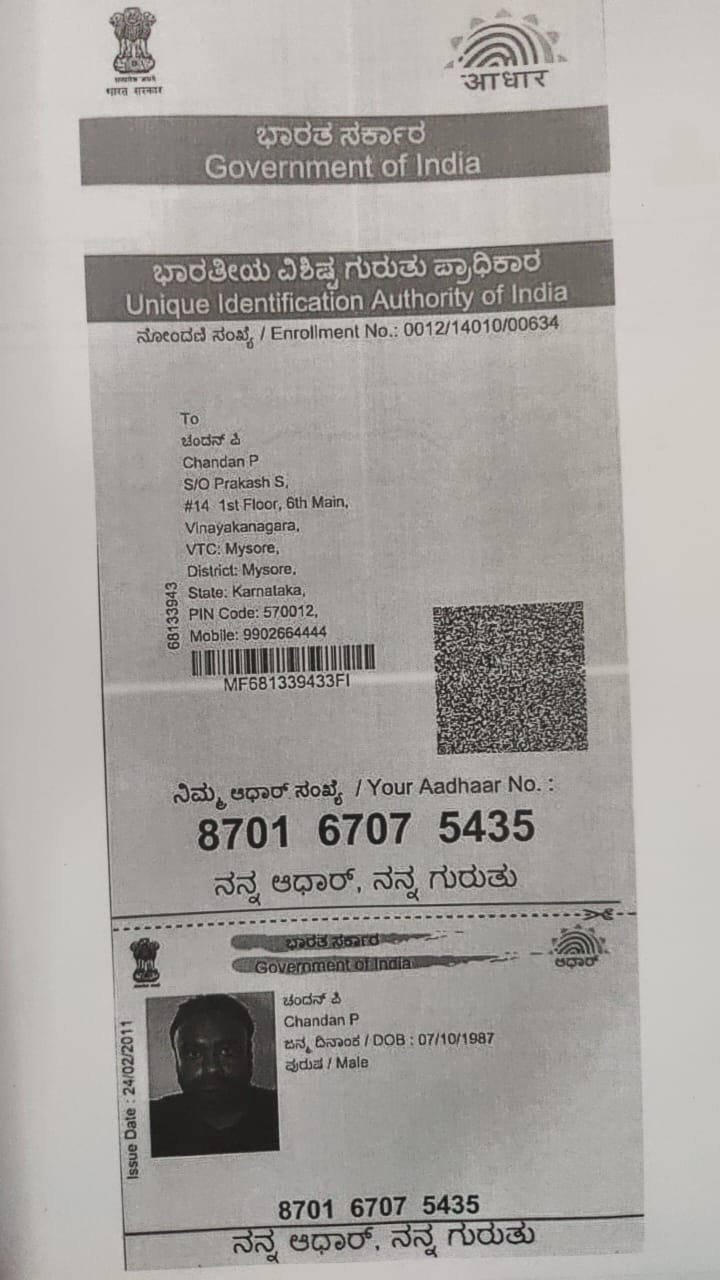 भारत सरकार
आधार
ಭಾರತ ಸರ್ಕಾರ
Government of India
ಭಾರತೀಯ ವಿಶಿಷ್ಟ ಗುರುತು ಪ್ರಾಧಿಕಾರ
Unique Identification Authority of India
ನೋಂದಣಿ ಸಂಖ್ಯೆ / Enrollment No.: 0012/14010/00634
To
ಚಂದನ್ ಪಿ
Chandan P
S/O Prakash S,
#14 1st Floor, 6th Main,
Vinayakanagara,
VTC: Mysore,
District: Mysore,
State: Karnataka,
PIN Code: 570012,
Mobile: 9902664444
68133943
MF681339433FI
ನಿಮ್ಮ ಆಧಾರ್ ಸಂಖ್ಯೆ / Your Aadhaar No. :
8701 6707 5435
ನನ್ನ ಆಧಾರ್, ನನ್ನ ಗುರುತು
ಭಾರತ ಸರ್ಕಾರ
Government of India
ಆಧಾರ್
ಚಂದನ್ ಪಿ
Chandan P
ಜನ್ಮ ದಿನಾಂಕ / DOB : 07/10/1987
ಪುರುಷ / Male
Issue Date : 24/02/2011
8701 6707 5435
ನನ್ನ ಆಧಾರ್, ನನ್ನ ಗುರುತು